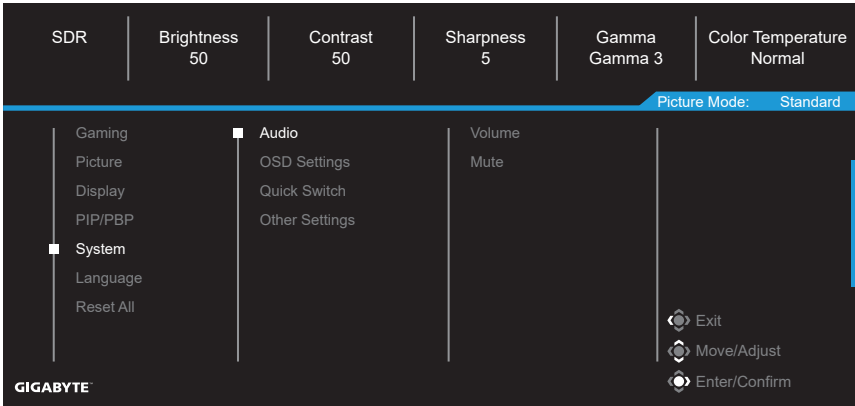 SDR Brightness Contrast Sharpness Gamma Color Temperature
50 50 5 Gamma 3 Normal
Picture Mode: Standard
Gaming Audio Volume
Picture OSD Settings Mute
Display Quick Switch
PIP/PBP Other Settings
System
Language
Reset All
Exit
Move/Adjust
GIGABYTE™
Enter/Confirm